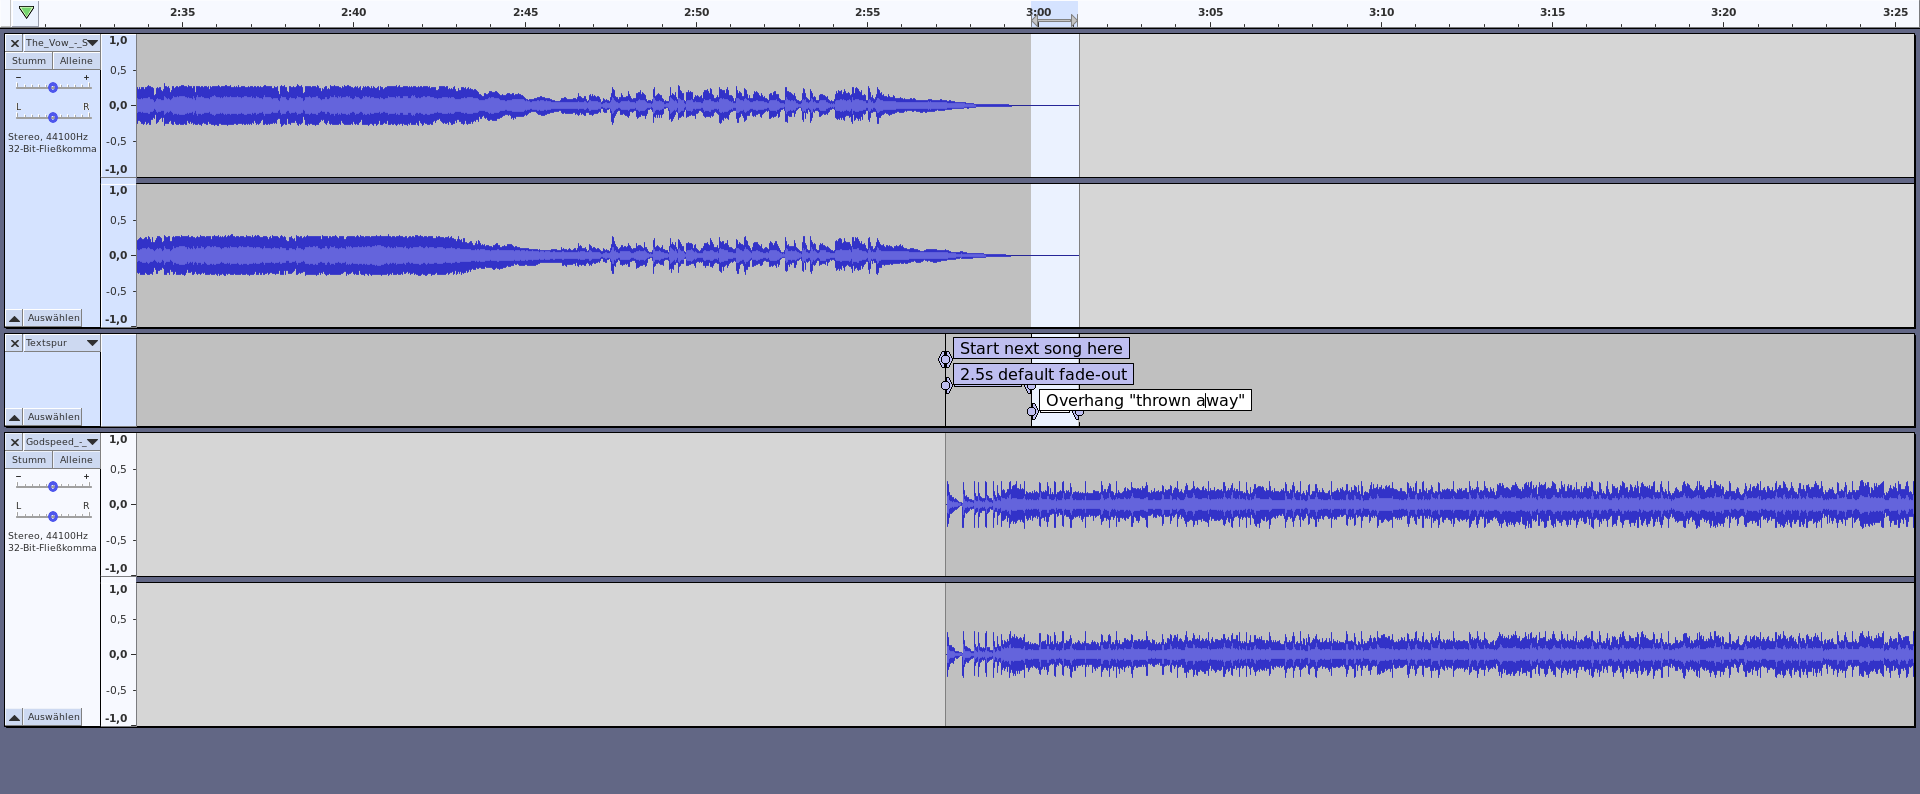 2:35 2:40 2:45 2:50 2:55 3:00 3:05 3:10 3:15 3:20 3:25
The_Vow_-_S
Stumm Alleine
- +
L R
Stereo, 44100Hz
32-Bit-Fließkomma
Auswählen
1,0
0,5
0,0
-0,5
-1,0
1,0
0,5
0,0
-0,5
-1,0
Textspur
Auswählen
Start next song here
2.5s default fade-out
Overhang "thrown away"
Godspeed_-_
Stumm Alleine
- +
L R
Stereo, 44100Hz
32-Bit-Fließkomma
Auswählen
1,0
0,5
0,0
-0,5
-1,0
1,0
0,5
0,0
-0,5
-1,0